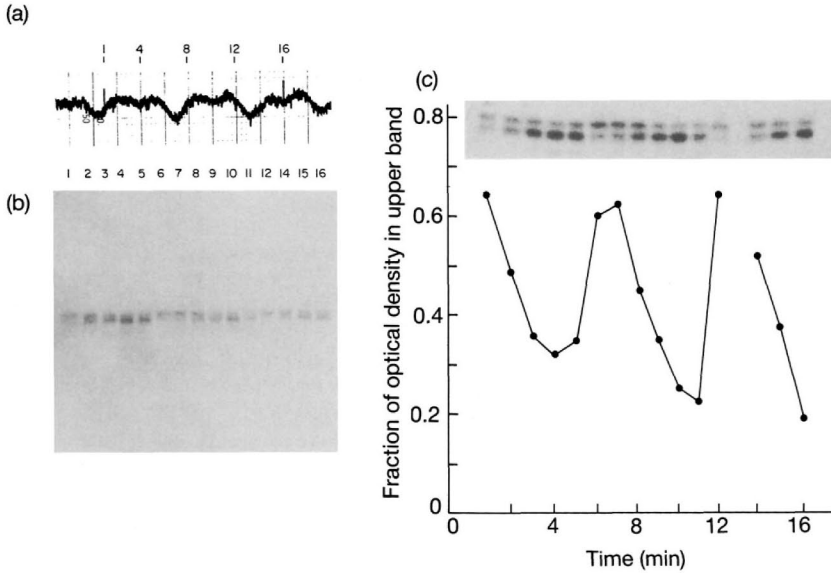 (a)
1 4 8 12 16
(b)
1 2 3 4 5 6 7 8 9 10 11 12 14 15 16
(c)
Fraction of optical density in upper band
0.8
0.6
0.4
0.2
0
0 4 8 12 16
Time (min)